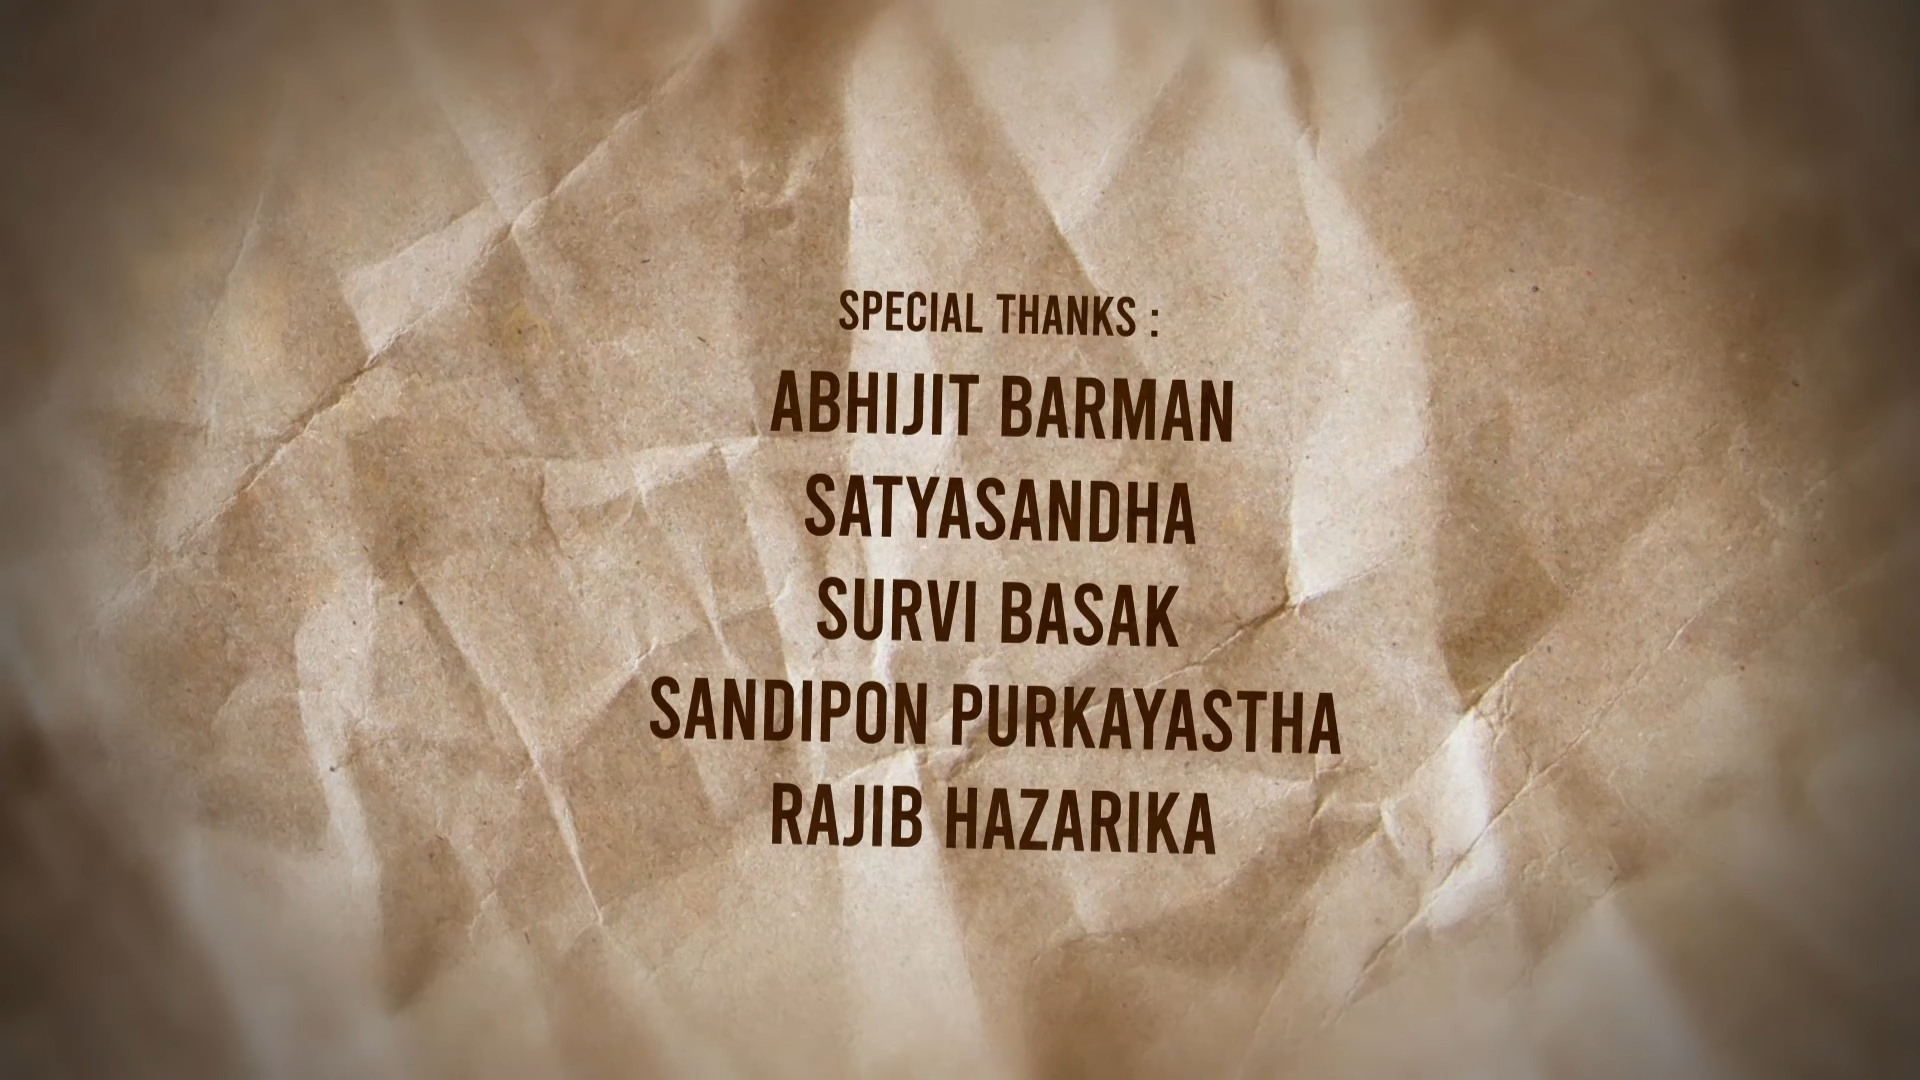 SPECIAL THANKS :
ABHIJIT BARMAN
SATYASANDHA
SURVI BASAK
SANDIPON PURKAYASTHA
RAJIB HAZARIKA